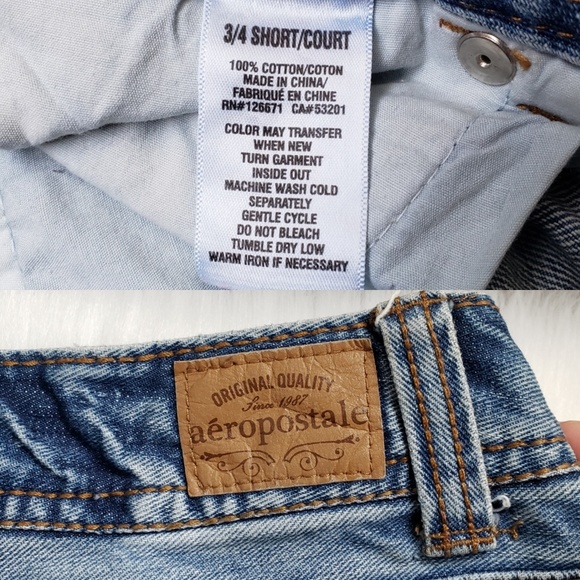 3/4 SHORT/COURT
100% COTTON/COTON
MADE IN CHINA/
FABRIQUÉ EN CHINE
RN#126671 CA#53201
COLOR MAY TRANSFER
WHEN NEW
TURN GARMENT
INSIDE OUT
MACHINE WASH COLD
SEPARATELY
GENTLE CYCLE
DO NOT BLEACH
TUMBLE DRY LOW
WARM IRON IF NECESSARY
ORIGINAL QUALITY
Since 1987
aéropostale